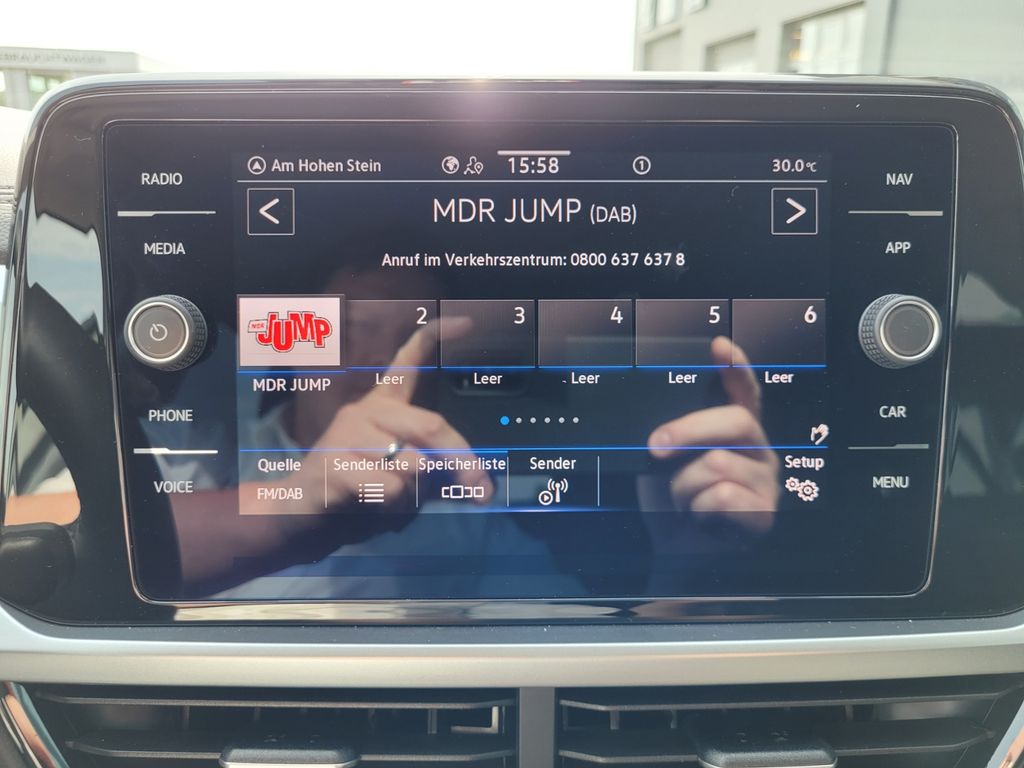 GEBRAUCHTWAGEN
RADIO
MEDIA
PHONE
VOICE
Am Hohen Stein
15:58
1
30.0°C
<
MDR JUMP (DAB)
>
Anruf im Verkehrszentrum: 0800 637 637 8
MDR JUMP
2
3
4
5
6
MDR JUMP
Leer
Leer
Leer
Leer
Leer
Quelle
FM/DAB
Senderliste
Speicherliste
Sender
Setup
NAV
APP
CAR
MENU